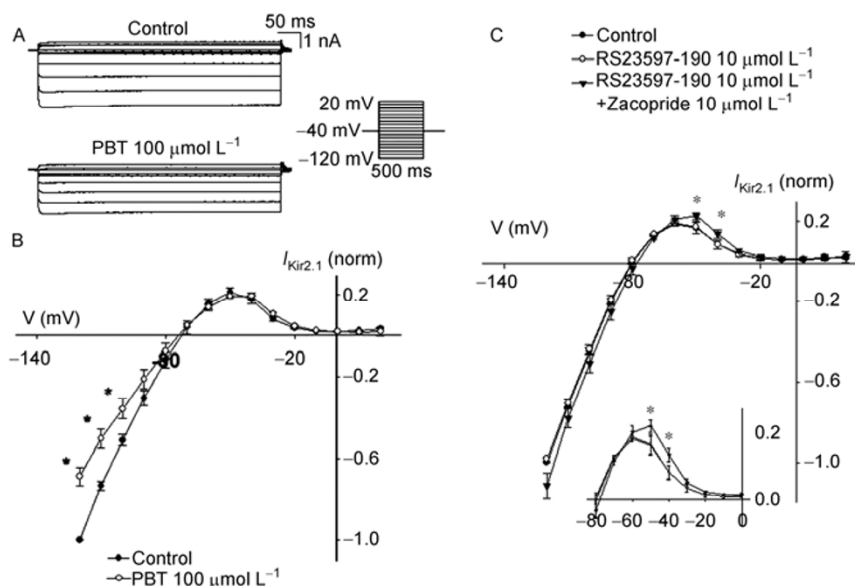 A
Control
50 ms
1 nA
PBT 100 μmol L⁻¹
20 mV
−40 mV
−120 mV
500 ms
B
I Kir2.1 (norm)
V (mV)
0.2
−140
−20
−0.2
−0.6
−1.0
Control
PBT 100 μmol L⁻¹
C
Control
RS23597-190 10 μmol L⁻¹
RS23597-190 10 μmol L⁻¹
+Zacopride 10 μmol L⁻¹
I Kir2.1 (norm)
* *
V (mV)
0.2
−140
−80
−20
−0.2
−0.6
−1.0
* *
0.2
0.0
−80 −60 −40 −20 0